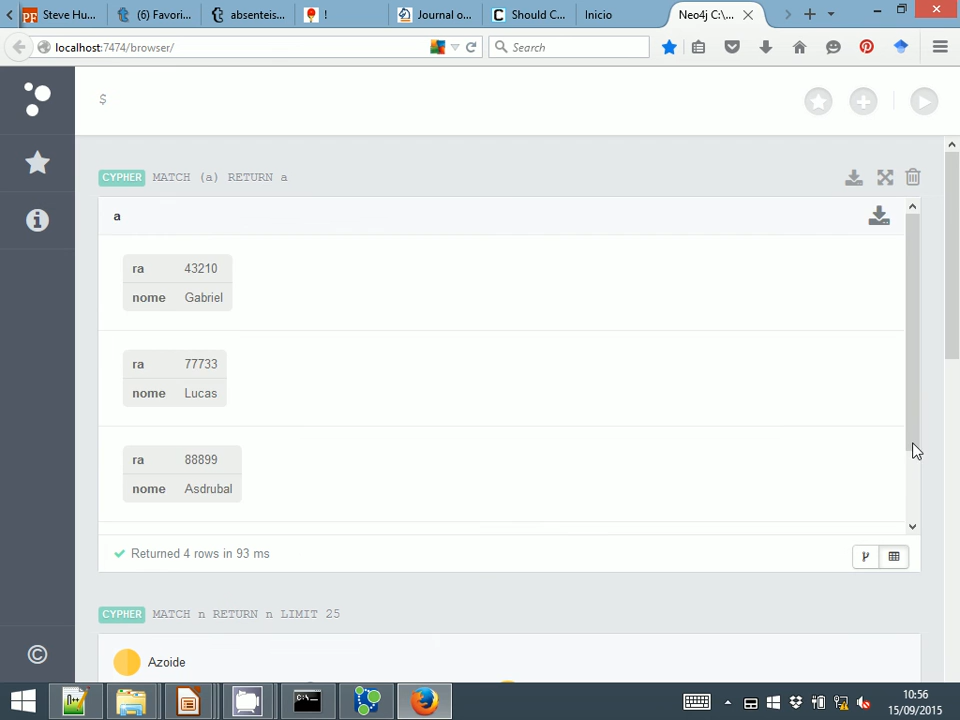 Steve Hu...
(6) Favori...
absenteis...
!
Journal o...
Should C...
Inicio
Neo4j C:\...
localhost:7474/browser/
Search
$
CYPHER MATCH (a) RETURN a
a
ra 43210
nome Gabriel
ra 77733
nome Lucas
ra 88899
nome Asdrubal
Returned 4 rows in 93 ms
CYPHER MATCH n RETURN n LIMIT 25
Azoide
10:56
15/09/2015